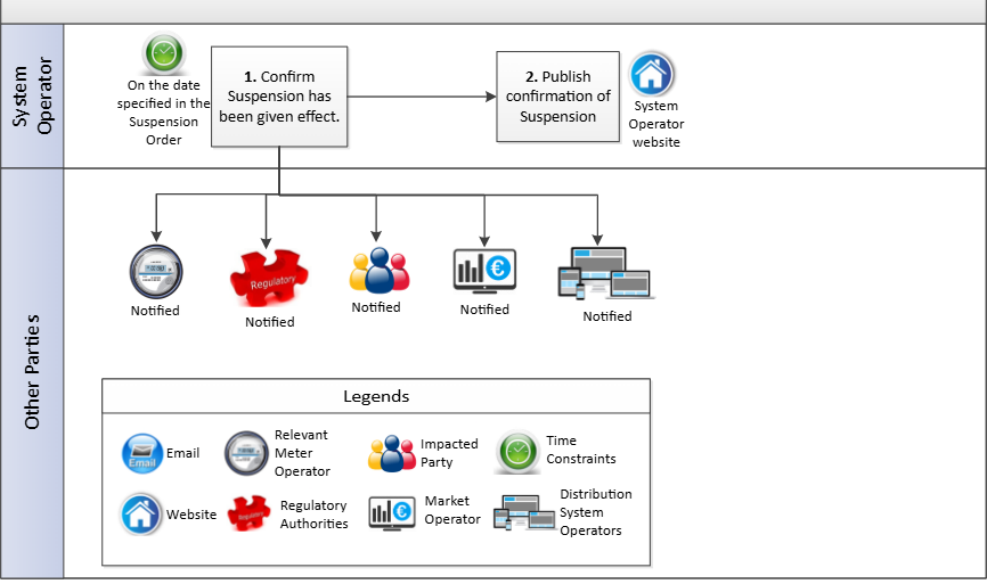 System
Operator
On the date
specified in the
Suspension
Order
1. Confirm
Suspension has
been given effect.
2. Publish
confirmation of
Suspension
System
Operator
website
Other Parties
Regulatory
Notified
Notified
Notified
Notified
Notified
Legends
Email
Email
Relevant
Meter
Operator
Impacted
Party
Time
Constraints
Website
Regulatory
Regulatory
Authorities
Market
Operator
Distribution
System
Operators